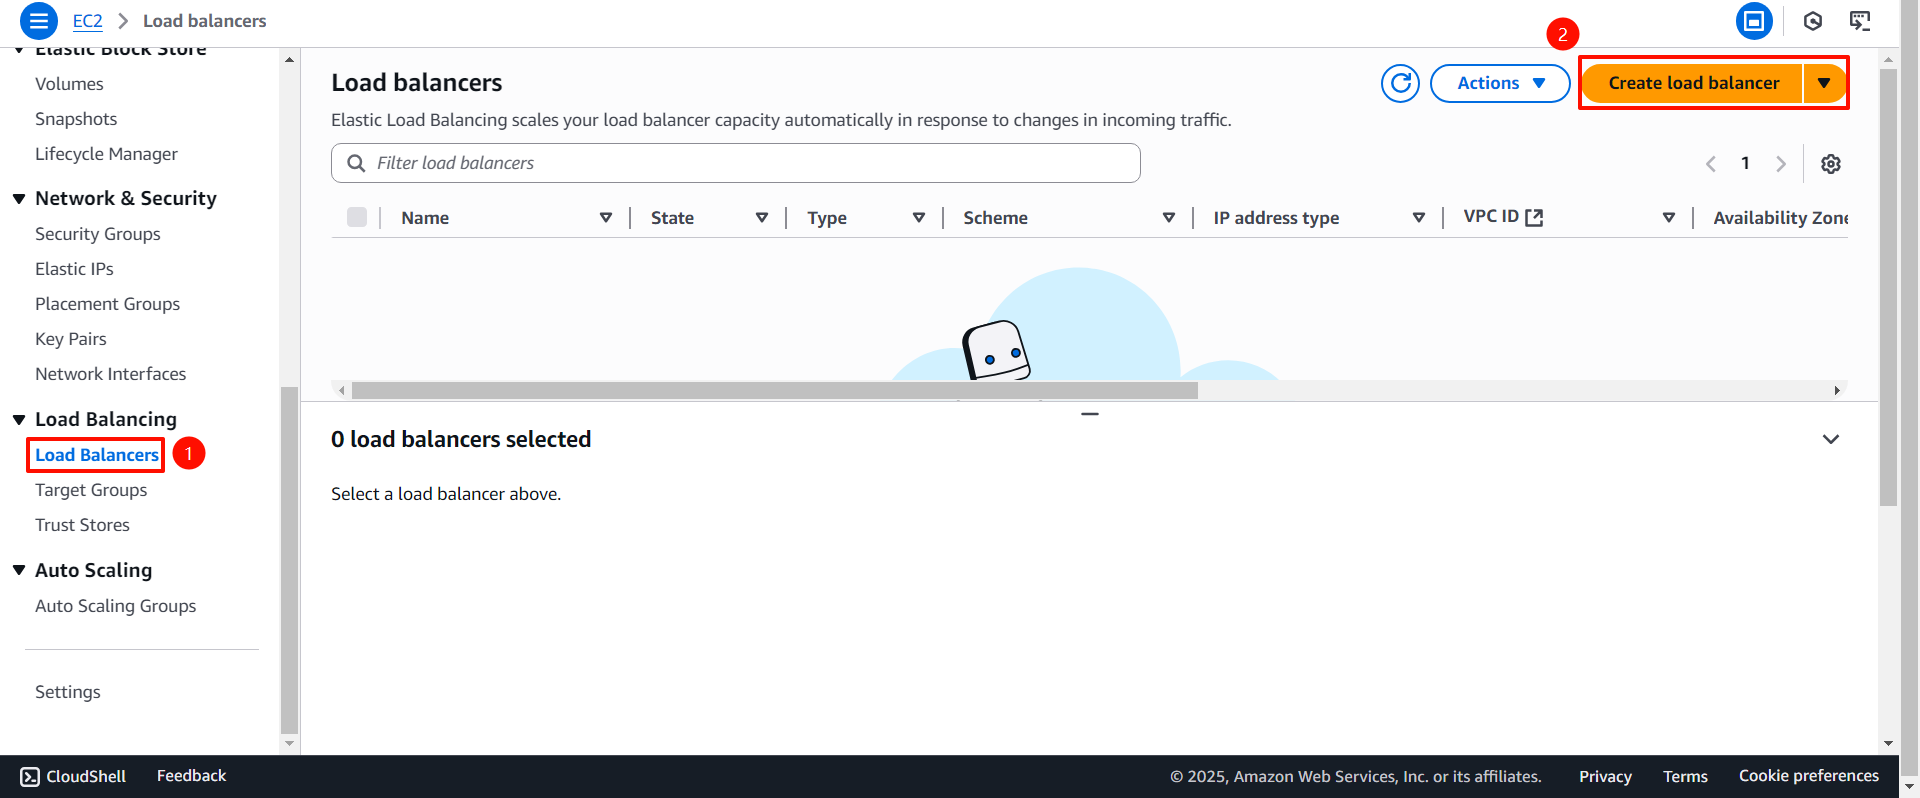 EC2 > Load balancers
Elastic Block Store
Volumes
Snapshots
Lifecycle Manager
Network & Security
Security Groups
Elastic IPs
Placement Groups
Key Pairs
Network Interfaces
Load Balancing
Load Balancers 1
Target Groups
Trust Stores
Auto Scaling
Auto Scaling Groups
Settings
2
Load balancers
Actions
Create load balancer
Elastic Load Balancing scales your load balancer capacity automatically in response to changes in incoming traffic.
Filter load balancers
1
Name State Type Scheme IP address type VPC ID Availability Zone
0 load balancers selected
Select a load balancer above.
CloudShell Feedback © 2025, Amazon Web Services, Inc. or its affiliates. Privacy Terms Cookie preferences